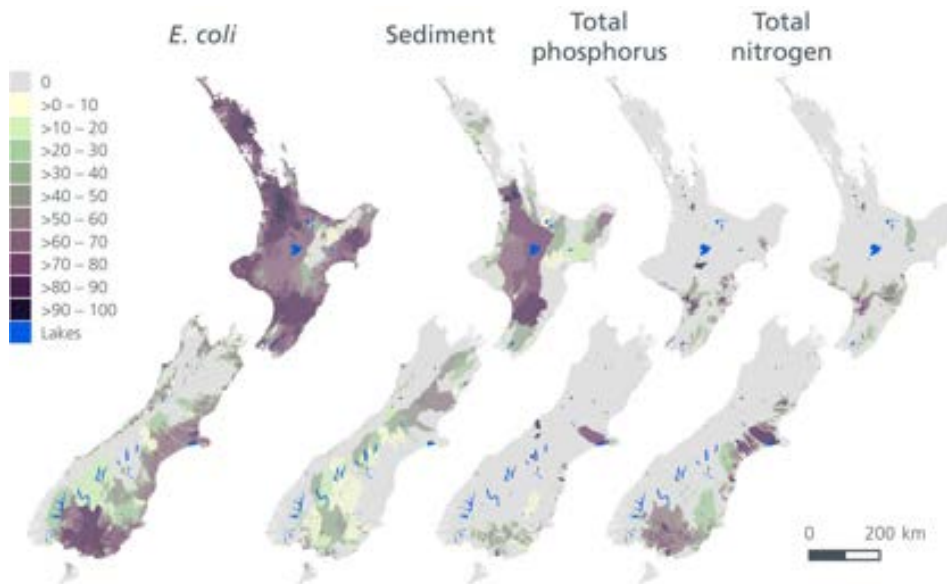 E. coli
Sediment
Total
phosphorus
Total
nitrogen
0
>0 – 10
>10 – 20
>20 – 30
>30 – 40
>40 – 50
>50 – 60
>60 – 70
>70 – 80
>80 – 90
>90 – 100
Lakes
0 200 km